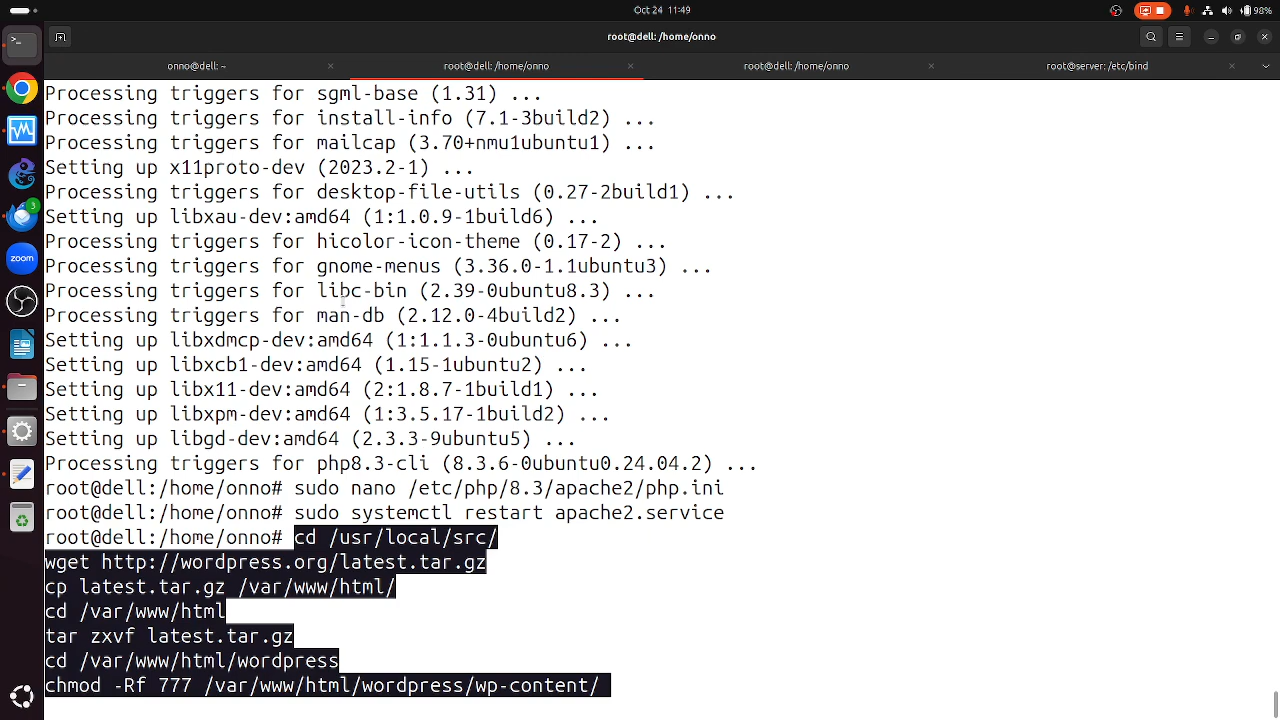 Oct 24 11:49
98%
root@dell: /home/onno
onno@dell: ~
root@dell: /home/onno
root@dell: /home/onno
root@server: /etc/bind
Processing triggers for sgml-base (1.31) ...
Processing triggers for install-info (7.1-3build2) ...
Processing triggers for mailcap (3.70+nmu1ubuntu1) ...
Setting up x11proto-dev (2023.2-1) ...
Processing triggers for desktop-file-utils (0.27-2build1) ...
Setting up libxau-dev:amd64 (1:1.0.9-1build6) ...
Processing triggers for hicolor-icon-theme (0.17-2) ...
Processing triggers for gnome-menus (3.36.0-1.1ubuntu3) ...
Processing triggers for libc-bin (2.39-0ubuntu8.3) ...
Processing triggers for man-db (2.12.0-4build2) ...
Setting up libxdmcp-dev:amd64 (1:1.1.3-0ubuntu6) ...
Setting up libxcb1-dev:amd64 (1.15-1ubuntu2) ...
Setting up libx11-dev:amd64 (2:1.8.7-1build1) ...
Setting up libxpm-dev:amd64 (1:3.5.17-1build2) ...
Setting up libgd-dev:amd64 (2.3.3-9ubuntu5) ...
Processing triggers for php8.3-cli (8.3.6-0ubuntu0.24.04.2) ...
root@dell:/home/onno# sudo nano /etc/php/8.3/apache2/php.ini
root@dell:/home/onno# sudo systemctl restart apache2.service
root@dell:/home/onno# cd /usr/local/src/
wget http://wordpress.org/latest.tar.gz
cp latest.tar.gz /var/www/html/
cd /var/www/html
tar zxvf latest.tar.gz
cd /var/www/html/wordpress
chmod -Rf 777 /var/www/html/wordpress/wp-content/
3
zoom